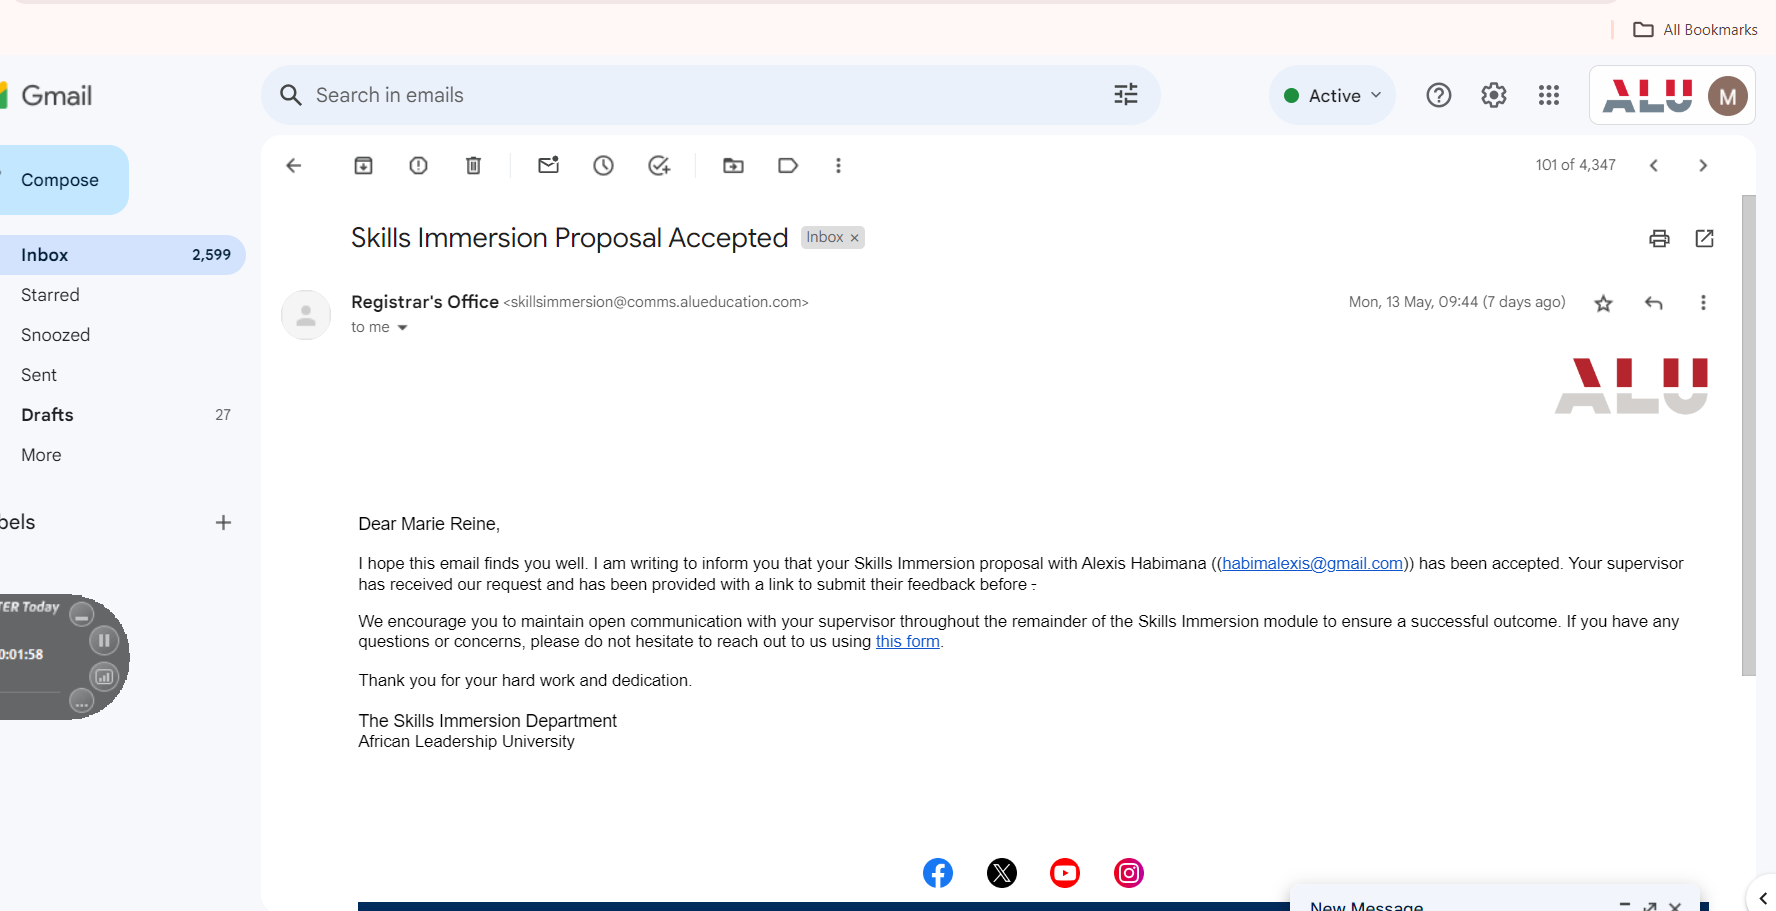 All Bookmarks
Gmail
Search in emails
Active
ALU
M
Compose
101 of 4,347
Inbox 2,599
Starred
Snoozed
Sent
Drafts 27
More
bels
TER Today
0:01:58
Skills Immersion Proposal Accepted
Inbox ×
Registrar's Office <skillsimmersion@comms.alueducation.com>
Mon, 13 May, 09:44 (7 days ago)
to me
ALU
Dear Marie Reine,
I hope this email finds you well. I am writing to inform you that your Skills Immersion proposal with Alexis Habimana ((habimalexis@gmail.com)) has been accepted. Your supervisor
has received our request and has been provided with a link to submit their feedback before -.
We encourage you to maintain open communication with your supervisor throughout the remainder of the Skills Immersion module to ensure a successful outcome. If you have any
questions or concerns, please do not hesitate to reach out to us using this form.
Thank you for your hard work and dedication.
The Skills Immersion Department
African Leadership University
New Message